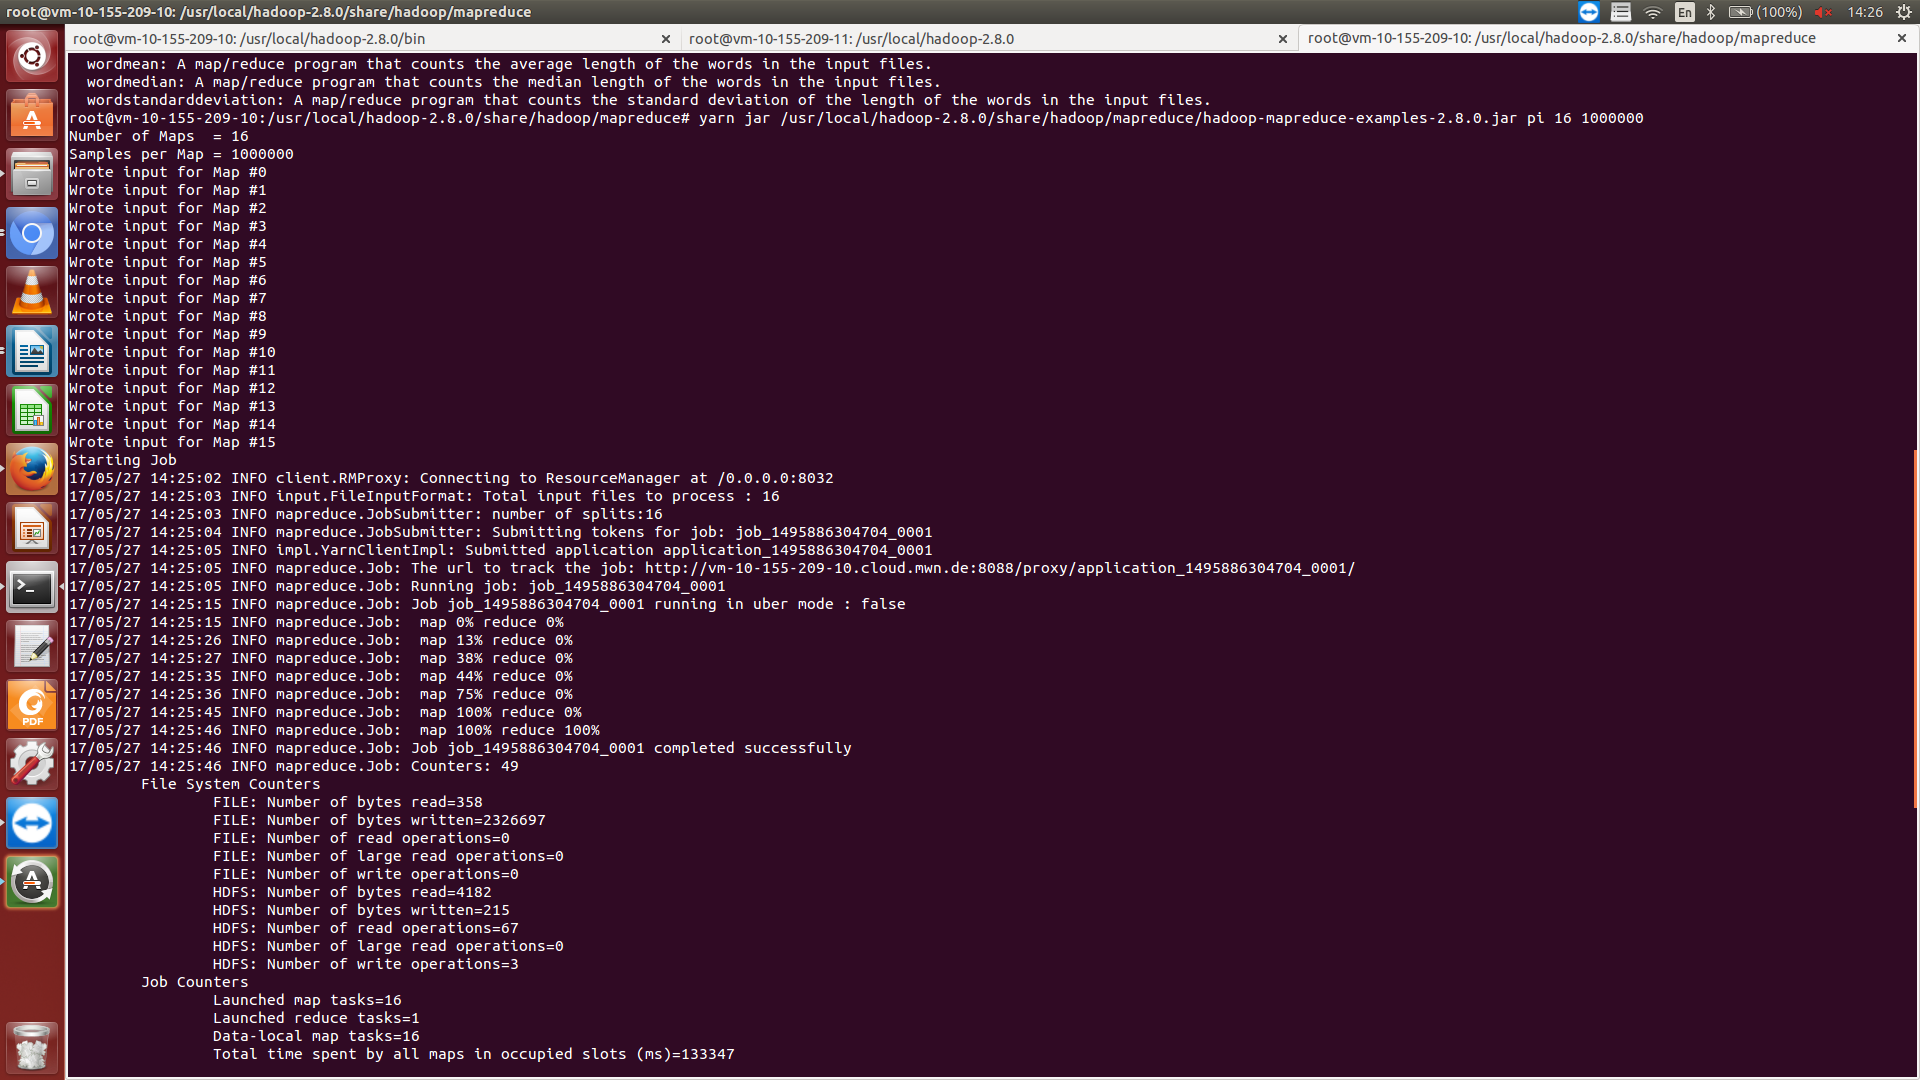 root@vm-10-155-209-10: /usr/local/hadoop-2.8.0/share/hadoop/mapreduce
En
(100%)
14:26
root@vm-10-155-209-10: /usr/local/hadoop-2.8.0/bin
root@vm-10-155-209-11: /usr/local/hadoop-2.8.0
root@vm-10-155-209-10: /usr/local/hadoop-2.8.0/share/hadoop/mapreduce
wordmean: A map/reduce program that counts the average length of the words in the input files.
wordmedian: A map/reduce program that counts the median length of the words in the input files.
wordstandarddeviation: A map/reduce program that counts the standard deviation of the length of the words in the input files.
root@vm-10-155-209-10:/usr/local/hadoop-2.8.0/share/hadoop/mapreduce# yarn jar /usr/local/hadoop-2.8.0/share/hadoop/mapreduce/hadoop-mapreduce-examples-2.8.0.jar pi 16 1000000
Number of Maps  = 16
Samples per Map = 1000000
Wrote input for Map #0
Wrote input for Map #1
Wrote input for Map #2
Wrote input for Map #3
Wrote input for Map #4
Wrote input for Map #5
Wrote input for Map #6
Wrote input for Map #7
Wrote input for Map #8
Wrote input for Map #9
Wrote input for Map #10
Wrote input for Map #11
Wrote input for Map #12
Wrote input for Map #13
Wrote input for Map #14
Wrote input for Map #15
Starting Job
17/05/27 14:25:02 INFO client.RMProxy: Connecting to ResourceManager at /0.0.0.0:8032
17/05/27 14:25:03 INFO input.FileInputFormat: Total input files to process : 16
17/05/27 14:25:03 INFO mapreduce.JobSubmitter: number of splits:16
17/05/27 14:25:04 INFO mapreduce.JobSubmitter: Submitting tokens for job: job_1495886304704_0001
17/05/27 14:25:05 INFO impl.YarnClientImpl: Submitted application application_1495886304704_0001
17/05/27 14:25:05 INFO mapreduce.Job: The url to track the job: http://vm-10-155-209-10.cloud.mwn.de:8088/proxy/application_1495886304704_0001/
17/05/27 14:25:05 INFO mapreduce.Job: Running job: job_1495886304704_0001
17/05/27 14:25:15 INFO mapreduce.Job: Job job_1495886304704_0001 running in uber mode : false
17/05/27 14:25:15 INFO mapreduce.Job:  map 0% reduce 0%
17/05/27 14:25:26 INFO mapreduce.Job:  map 13% reduce 0%
17/05/27 14:25:27 INFO mapreduce.Job:  map 38% reduce 0%
17/05/27 14:25:35 INFO mapreduce.Job:  map 44% reduce 0%
17/05/27 14:25:36 INFO mapreduce.Job:  map 75% reduce 0%
17/05/27 14:25:45 INFO mapreduce.Job:  map 100% reduce 0%
17/05/27 14:25:46 INFO mapreduce.Job:  map 100% reduce 100%
17/05/27 14:25:46 INFO mapreduce.Job: Job job_1495886304704_0001 completed successfully
17/05/27 14:25:46 INFO mapreduce.Job: Counters: 49
File System Counters
FILE: Number of bytes read=358
FILE: Number of bytes written=2326697
FILE: Number of read operations=0
FILE: Number of large read operations=0
FILE: Number of write operations=0
HDFS: Number of bytes read=4182
HDFS: Number of bytes written=215
HDFS: Number of read operations=67
HDFS: Number of large read operations=0
HDFS: Number of write operations=3
Job Counters
Launched map tasks=16
Launched reduce tasks=1
Data-local map tasks=16
Total time spent by all maps in occupied slots (ms)=133347
PDF